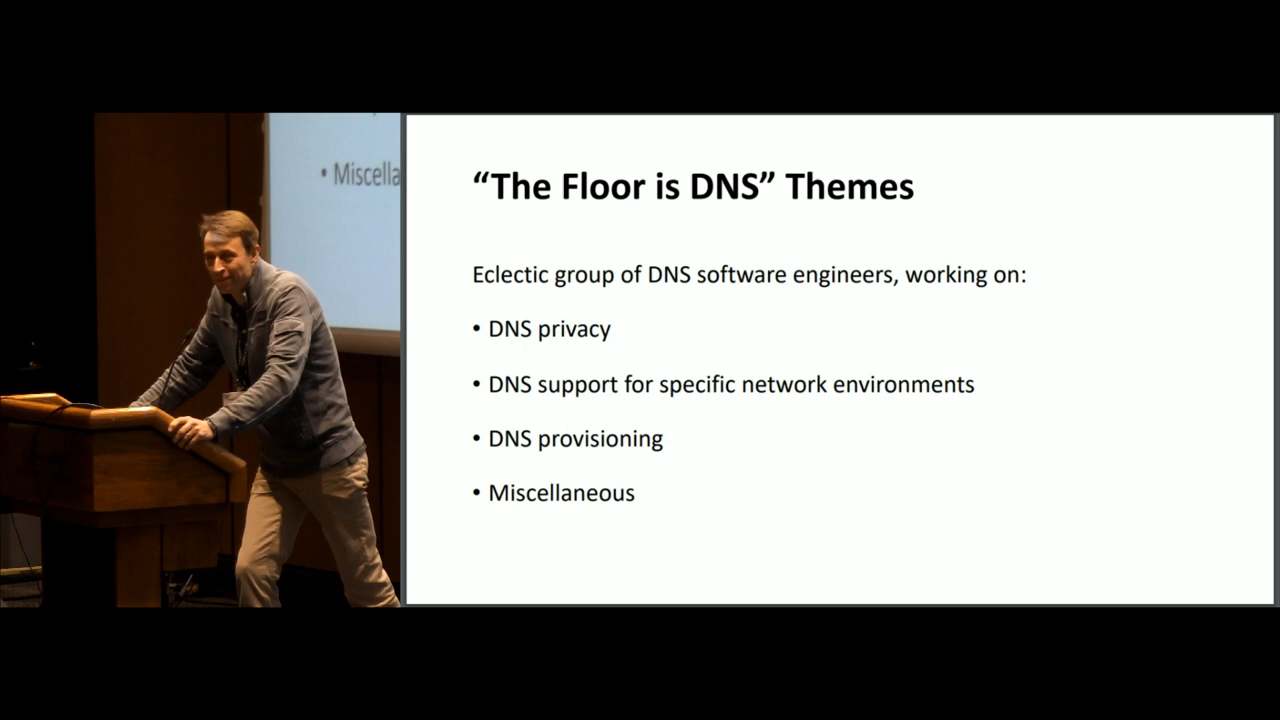 • Miscella
“The Floor is DNS” Themes
Eclectic group of DNS software engineers, working on:
• DNS privacy
• DNS support for specific network environments
• DNS provisioning
• Miscellaneous